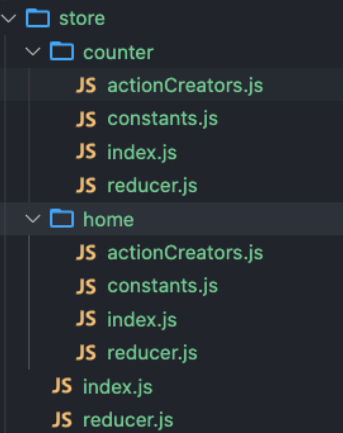 store
counter
JS actionCreators.js
JS constants.js
JS index.js
JS reducer.js
home
JS actionCreators.js
JS constants.js
JS index.js
JS reducer.js
JS index.js
JS reducer.js